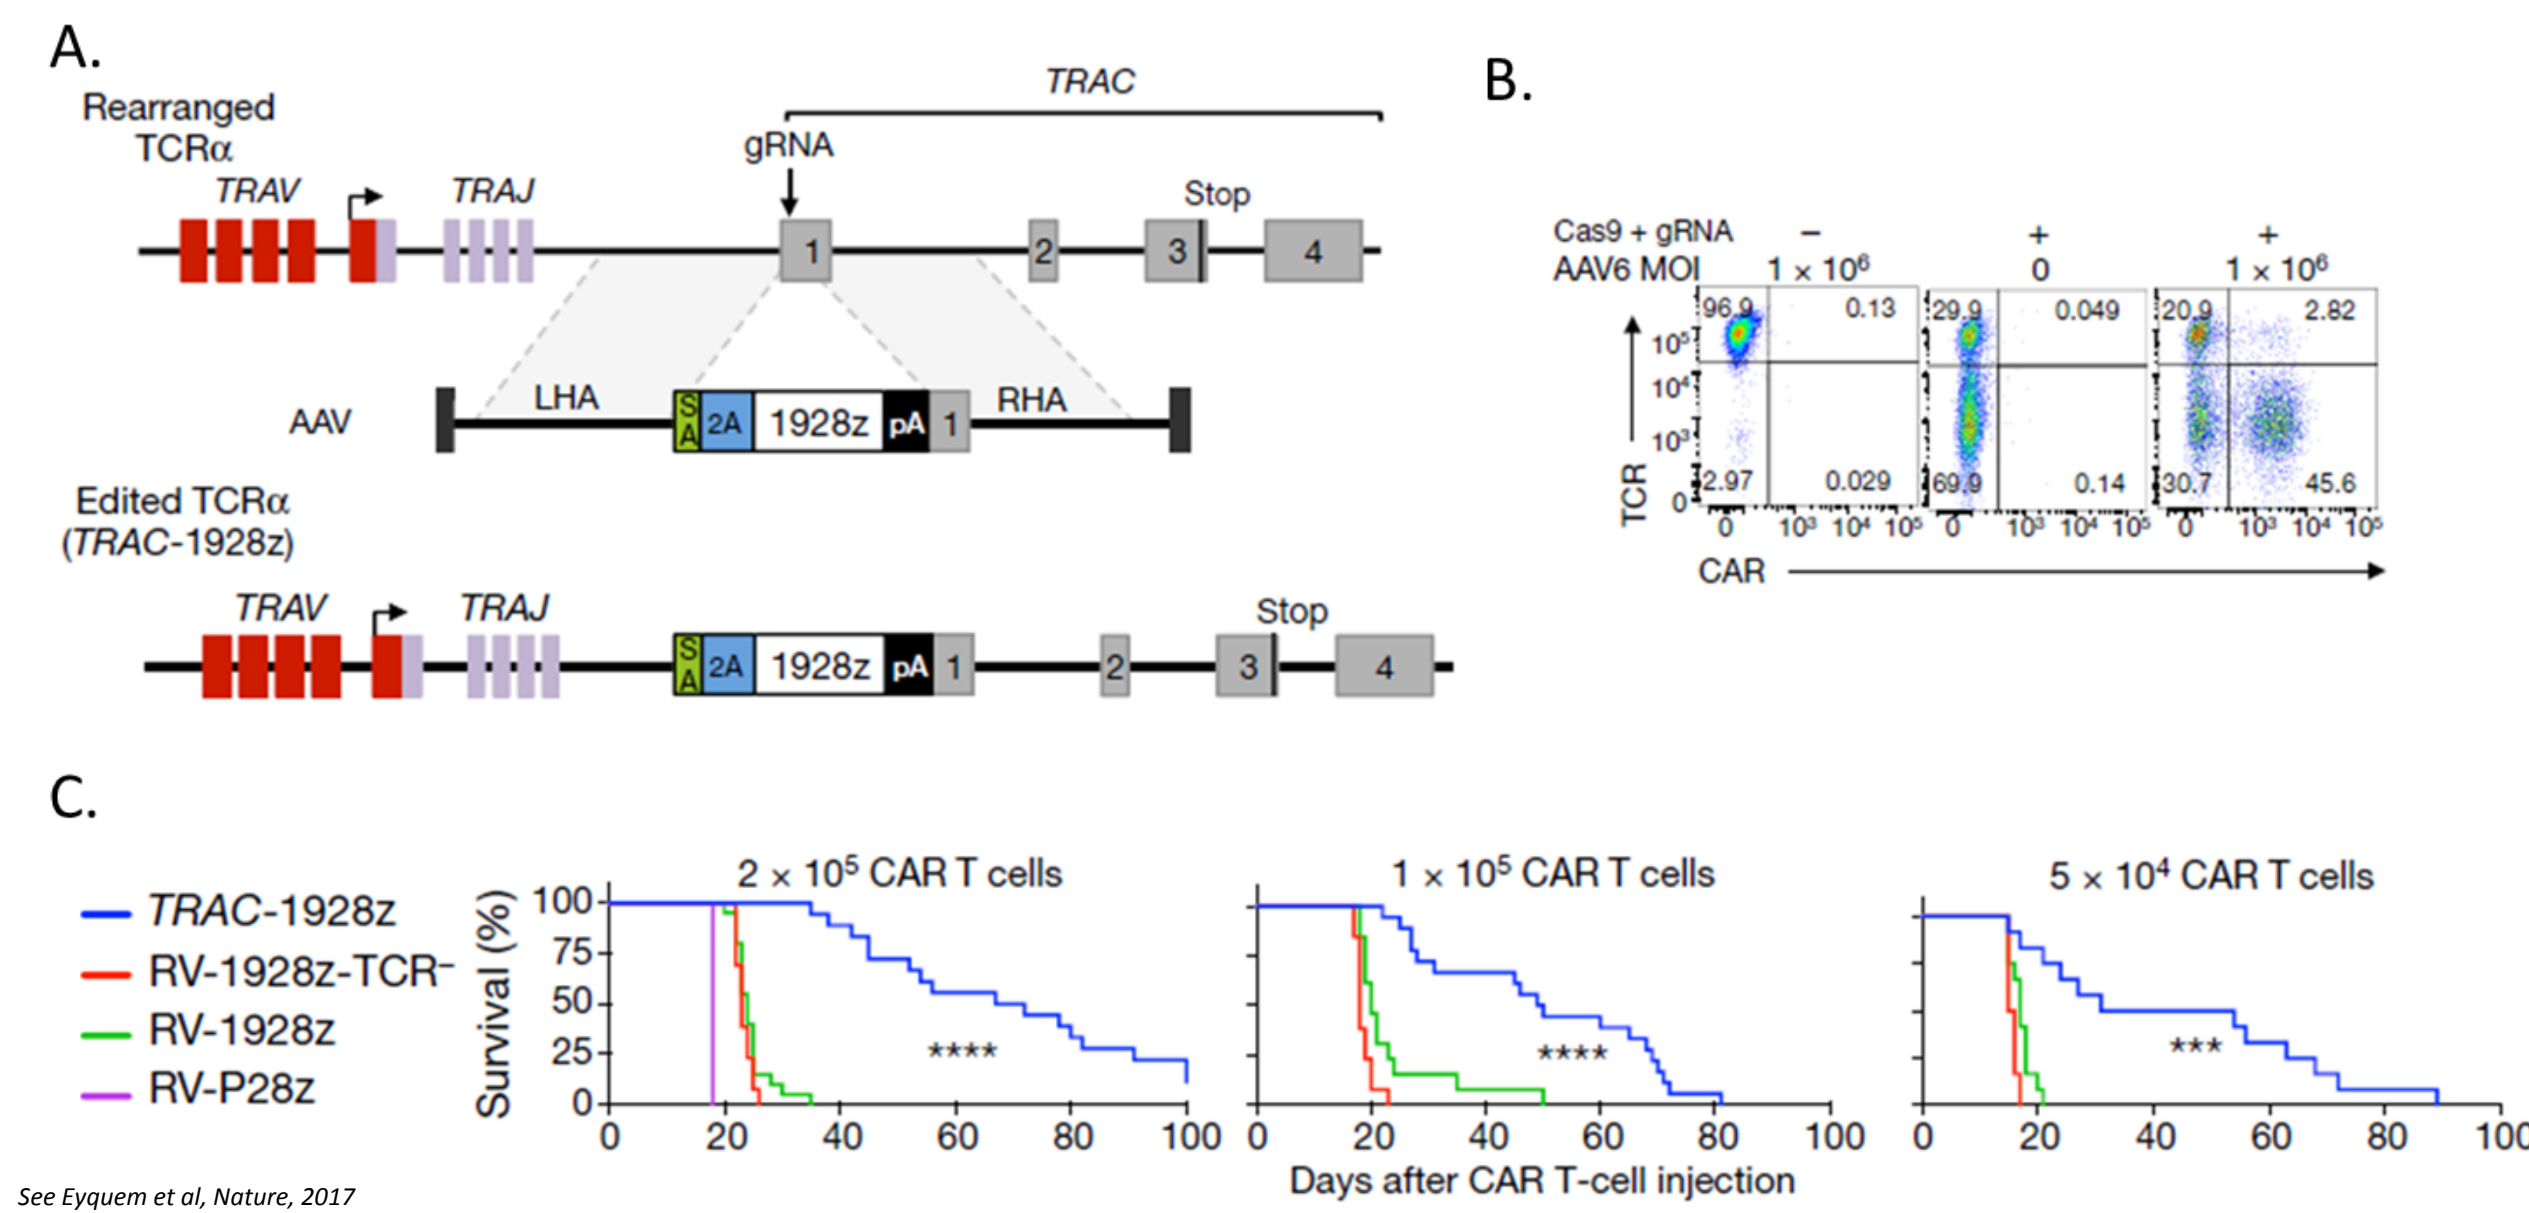 A.
TRAC
Rearranged
TCRα
gRNA
TRAV
TRAJ
Stop
1
2
3
4
LHA
RHA
AAV
SA
2A
1928z
pA
1
Edited TCRα
(TRAC-1928z)
TRAV
TRAJ
Stop
SA
2A
1928z
pA
1
2
3
4
B.
Cas9 + gRNA − + +
AAV6 MOI 1 × 10⁶ 0 1 × 10⁶
96.9 0.13 29.9 0.049 20.9 2.82
10⁵
10⁴
10³
2.97 0.029 69.9 0.14 30.7 45.6
0
TCR
0 10³ 10⁴ 10⁵ 0 10³ 10⁴ 10⁵ 0 10³ 10⁴ 10⁵
CAR
C.
TRAC-1928z
RV-1928z-TCR⁻
RV-1928z
RV-P28z
2 × 10⁵ CAR T cells
1 × 10⁵ CAR T cells
5 × 10⁴ CAR T cells
Survival (%)
100
75
50
25
0
****
****
***
0 20 40 60 80 100
0 20 40 60 80 100
0 20 40 60 80 100
Days after CAR T-cell injection
See Eyquem et al, Nature, 2017